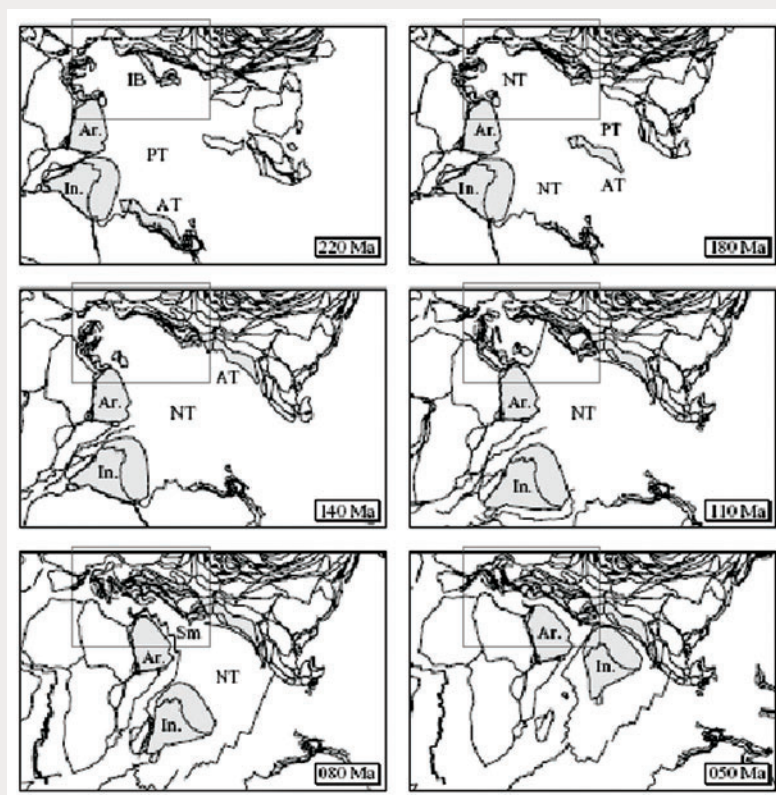 IB
Ar.
PT
In.
AT
220 Ma
NT
Ar.
PT
In.
NT
AT
180 Ma
AT
Ar.
NT
In.
140 Ma
Ar.
NT
In.
110 Ma
Sm
Ar.
NT
In.
080 Ma
Ar.
In.
050 Ma